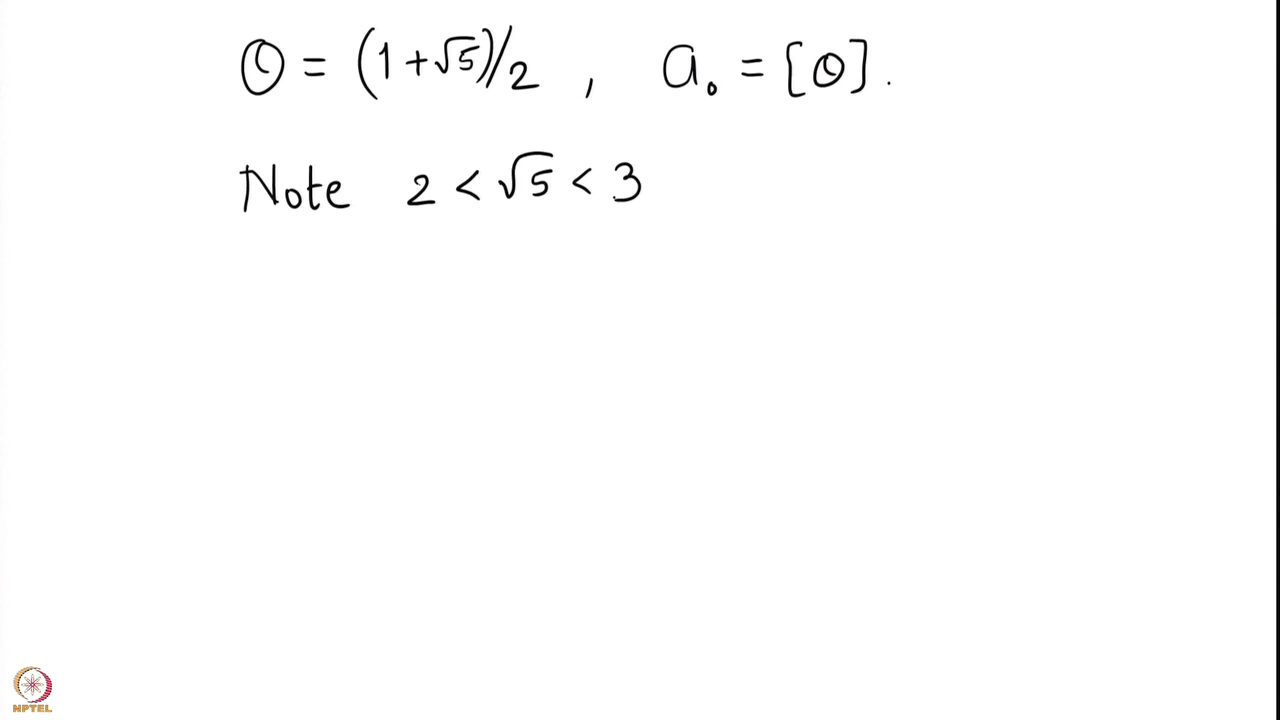 θ = (1+√5)/2 , a₀ = [θ].
Note 2 < √5 < 3
NPTEL